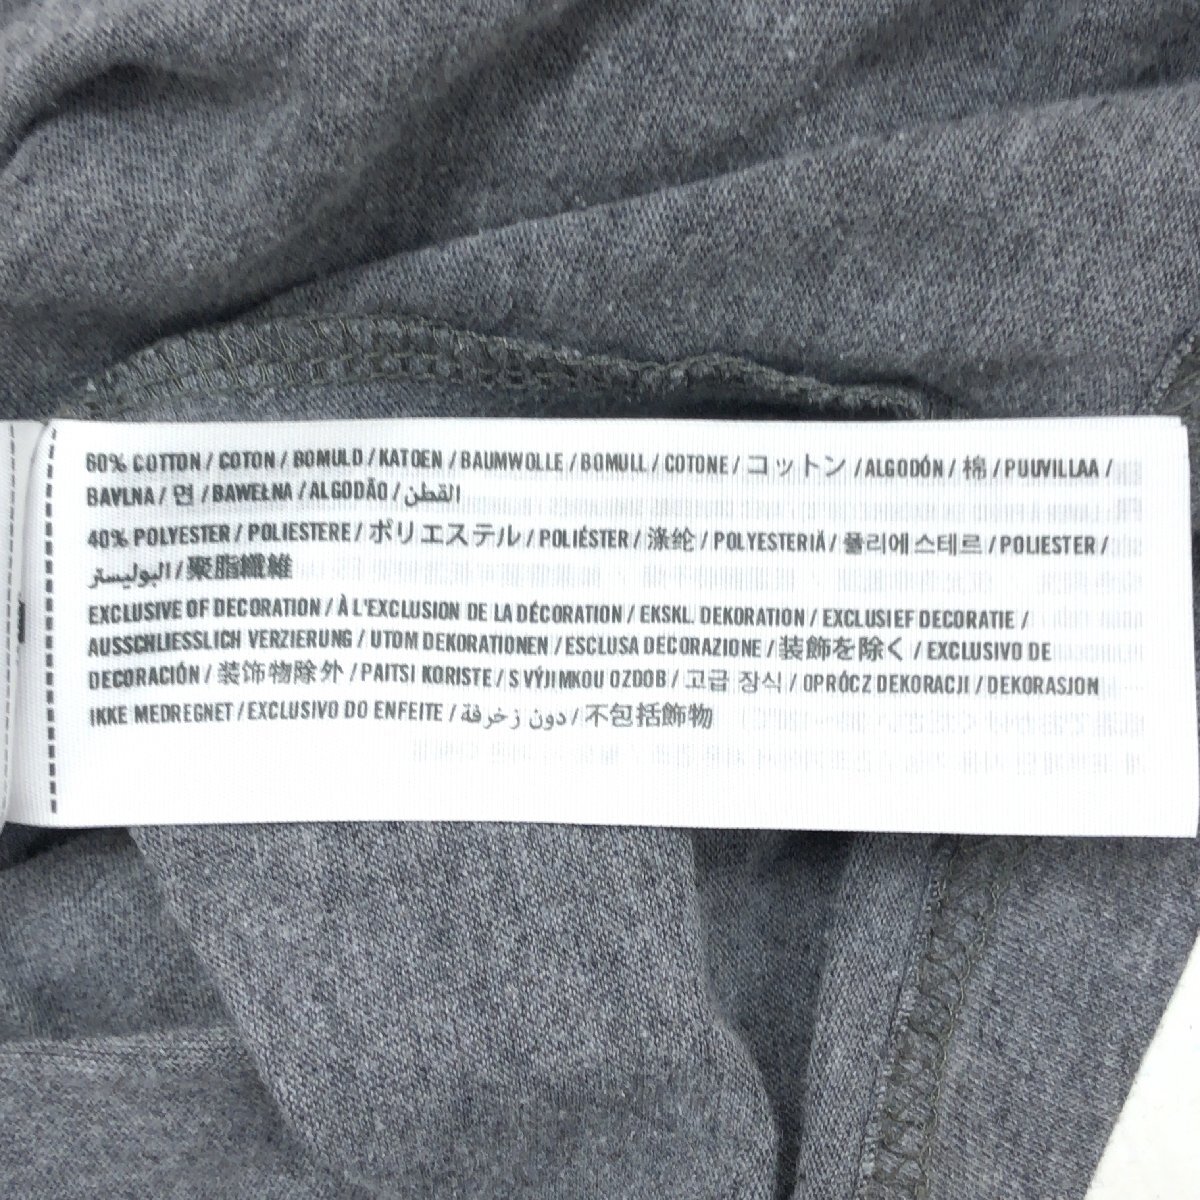 60% COTTON / COTON / BOMULD / KATOEN / BAUMWOLLE / BOMULL / COTONE / コットン / ALGODÓN / 棉 / PUUVILLAA /
BAVLNA / 면 / BAWEŁNA / ALGODÃO / القطن
40% POLYESTER / POLIESTERE / ポリエステル / POLIÉSTER / 涤纶 / POLYESTERIÄ /폴리에스테르 / POLIESTER /
البوليستر / 聚脂纖維
EXCLUSIVE OF DECORATION / À L'EXCLUSION DE LA DÉCORATION / EKSKL. DEKORATION / EXCLUSIEF DECORATIE /
AUSSCHLIESSLICH VERZIERUNG / UTOM DEKORATIONEN / ESCLUSA DECORAZIONE / 装飾を除く / EXCLUSIVO DE
DECORACIÓN / 装饰物除外 / PAITSI KORISTE / S VÝJIMKOU OZDOB / 고급 장식 / OPRÓCZ DEKORACJI / DEKORASJON
IKKE MEDREGNET / EXCLUSIVO DO ENFEITE / دون زخرفة / 不包括飾物